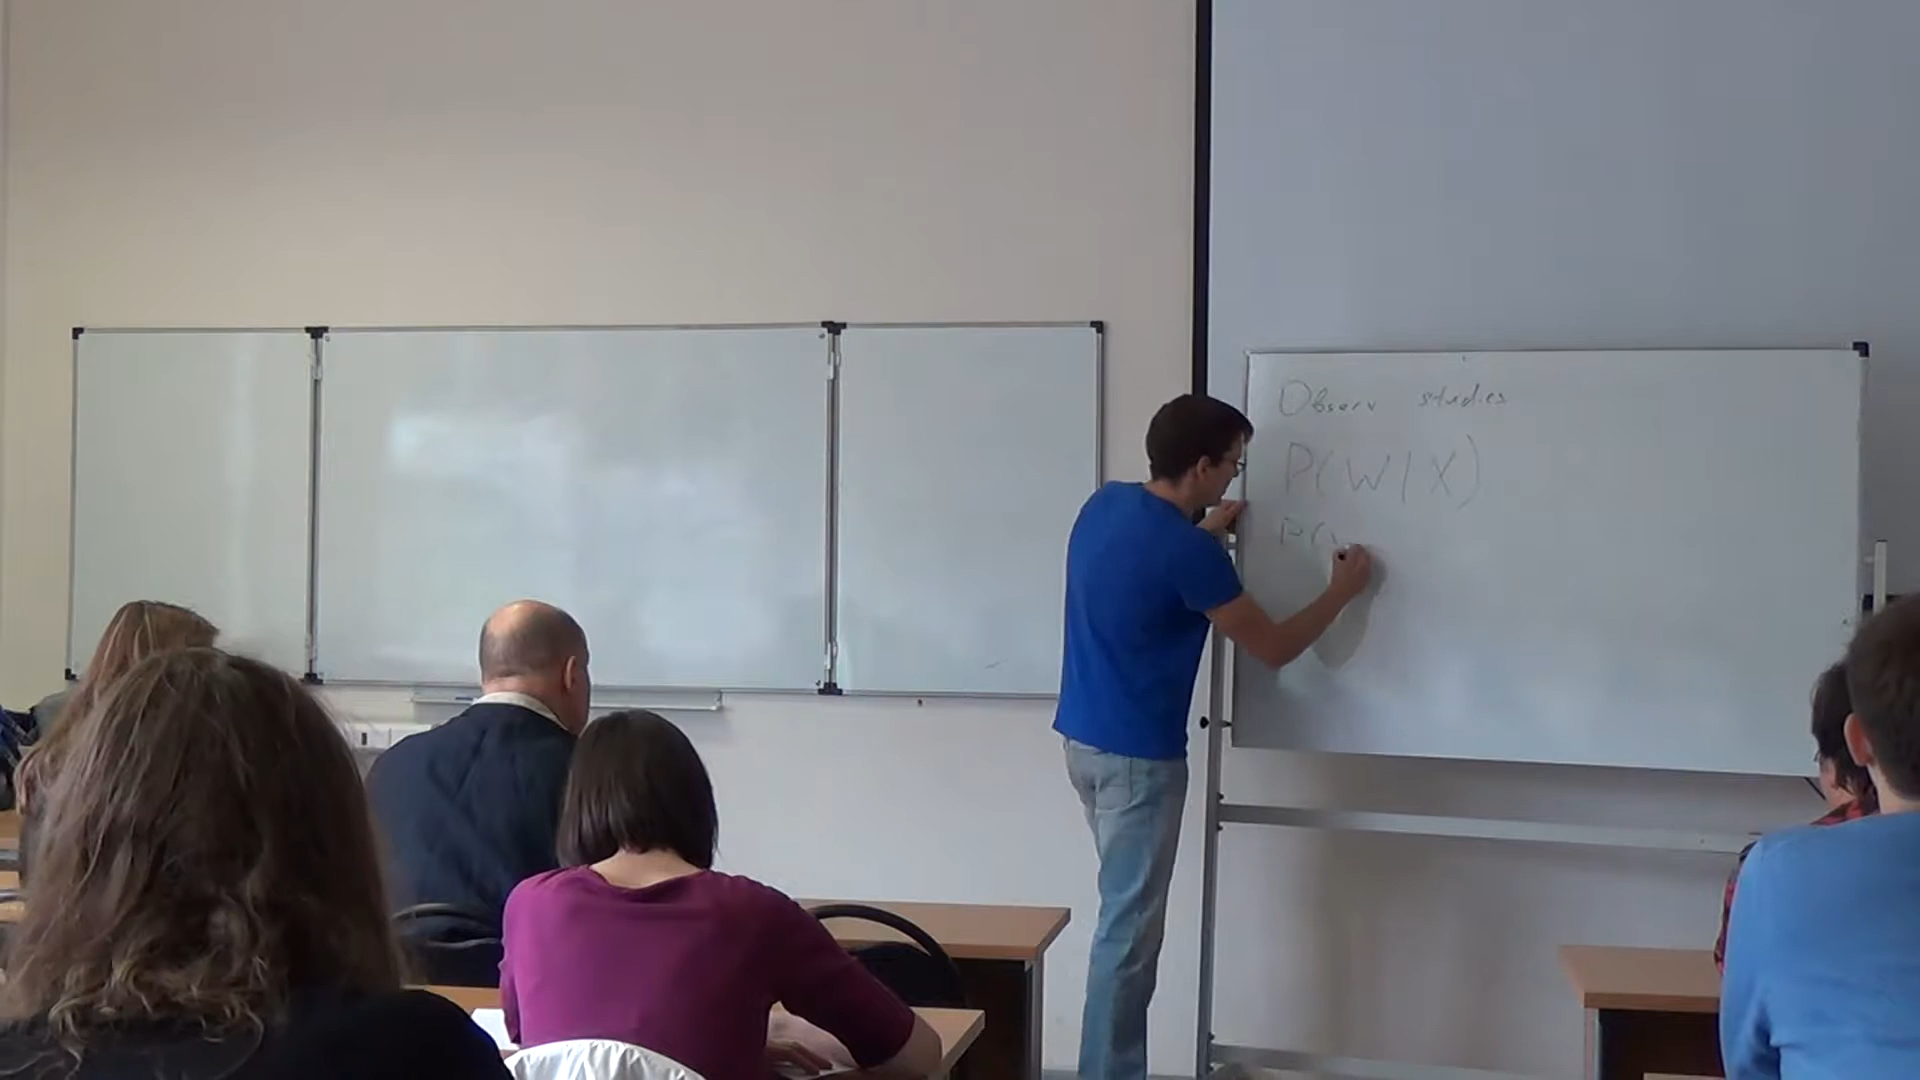 Observ studies
P(W|X)
P(